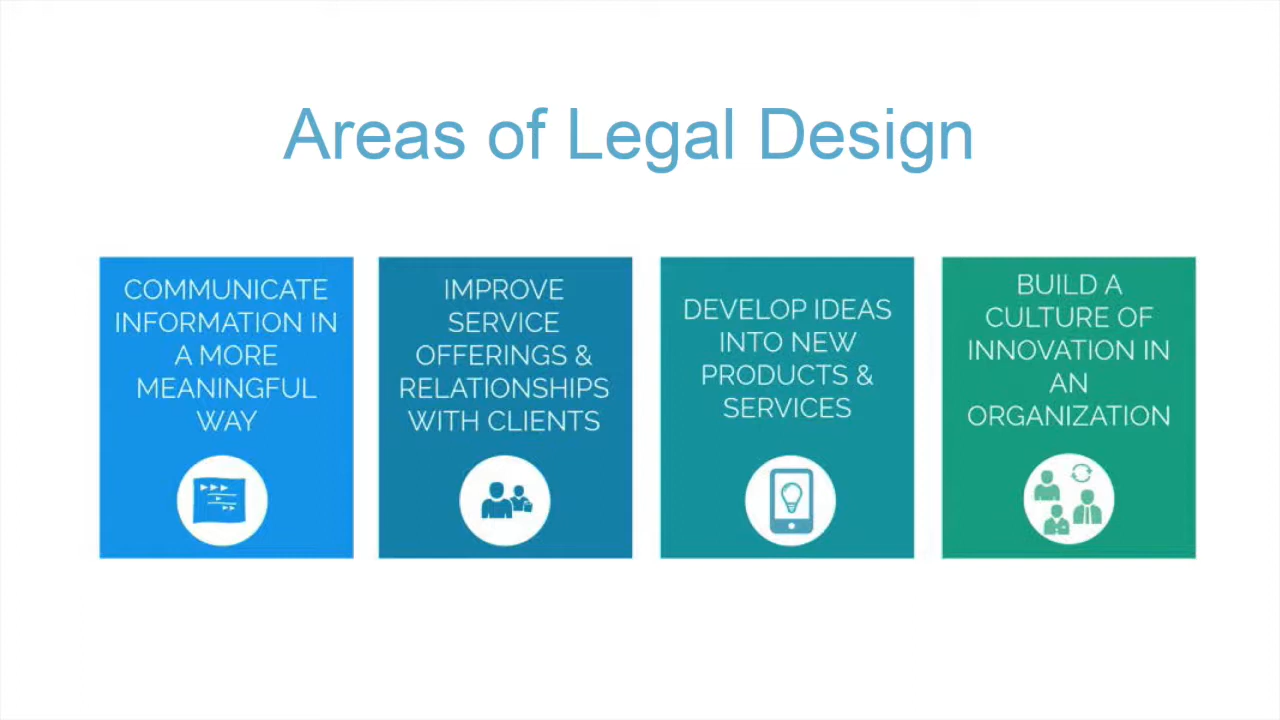 Areas of Legal Design
COMMUNICATE
INFORMATION IN
A MORE
MEANINGFUL
WAY
IMPROVE
SERVICE
OFFERINGS &
RELATIONSHIPS
WITH CLIENTS
DEVELOP IDEAS
INTO NEW
PRODUCTS &
SERVICES
BUILD A
CULTURE OF
INNOVATION IN
AN
ORGANIZATION